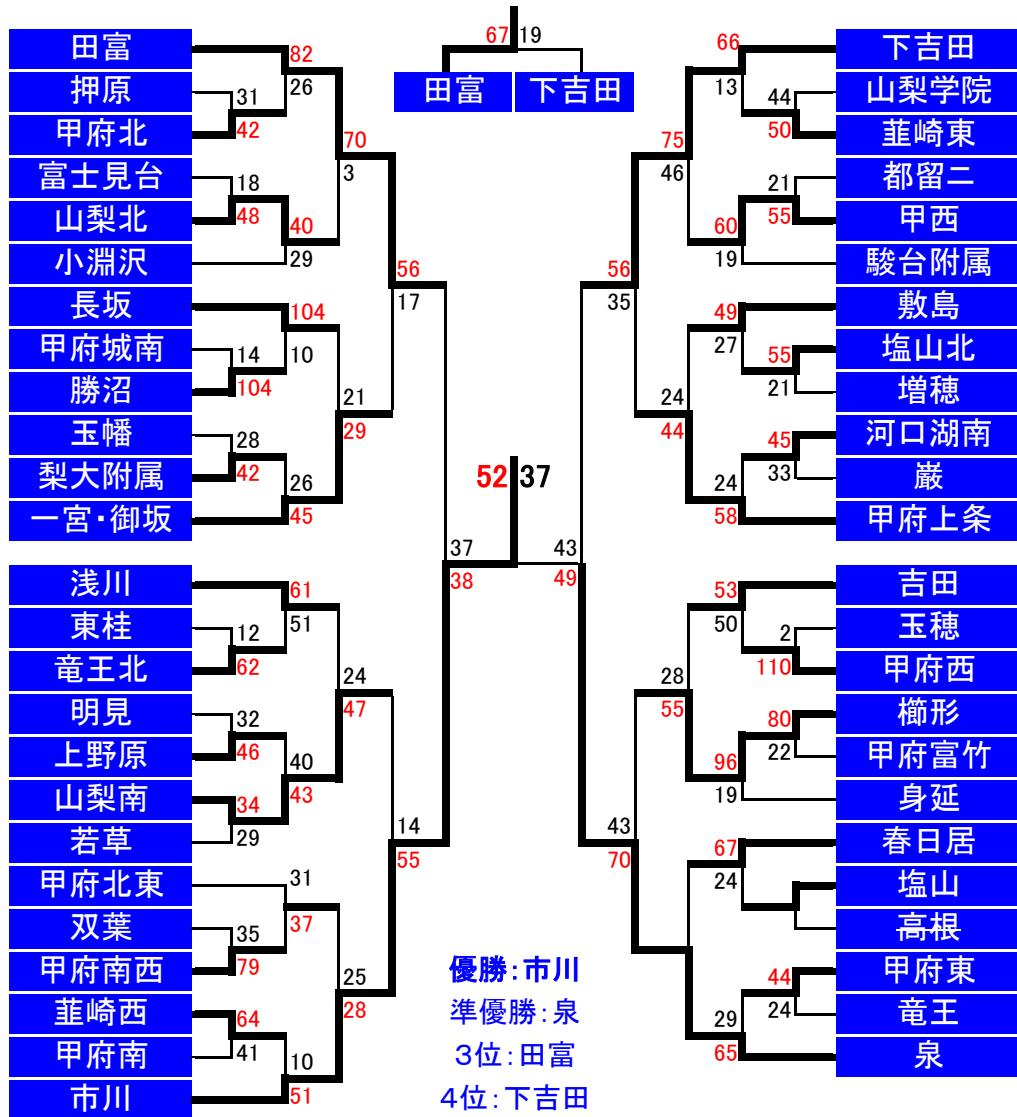 67 19
田富 下吉田
田富
82
押原
31
26
甲府北
42
70
富士見台
18
3
山梨北
48
40
小淵沢
29
56
長坂
104
17
甲府城南
14
10
勝沼
104
21
玉幡
28
29
梨大附属
42
26
一宮・御坂
45
37
浅川
61
38
東桂
12
51
竜王北
62
24
明見
32
47
上野原
46
40
山梨南
34
43
若草
29
14
甲府北東
31
55
双葉
35
37
甲府南西
79
25
韮崎西
64
28
甲府南
41
10
市川
51
52 37
66
下吉田
13
44
山梨学院
50
韮崎東
75
46
21
都留二
60
55
甲西
19
駿台附属
56
35
49
敷島
27
55
塩山北
21
増穂
24
44
45
河口湖南
24
33
巌
58
甲府上条
43
49
53
吉田
50
2
玉穂
110
甲府西
28
55
80
櫛形
96
22
甲府富竹
19
身延
43
70
67
春日居
24
塩山
高根
44
甲府東
29
24
竜王
65
泉
優勝：市川
準優勝：泉
3位：田富
4位：下吉田